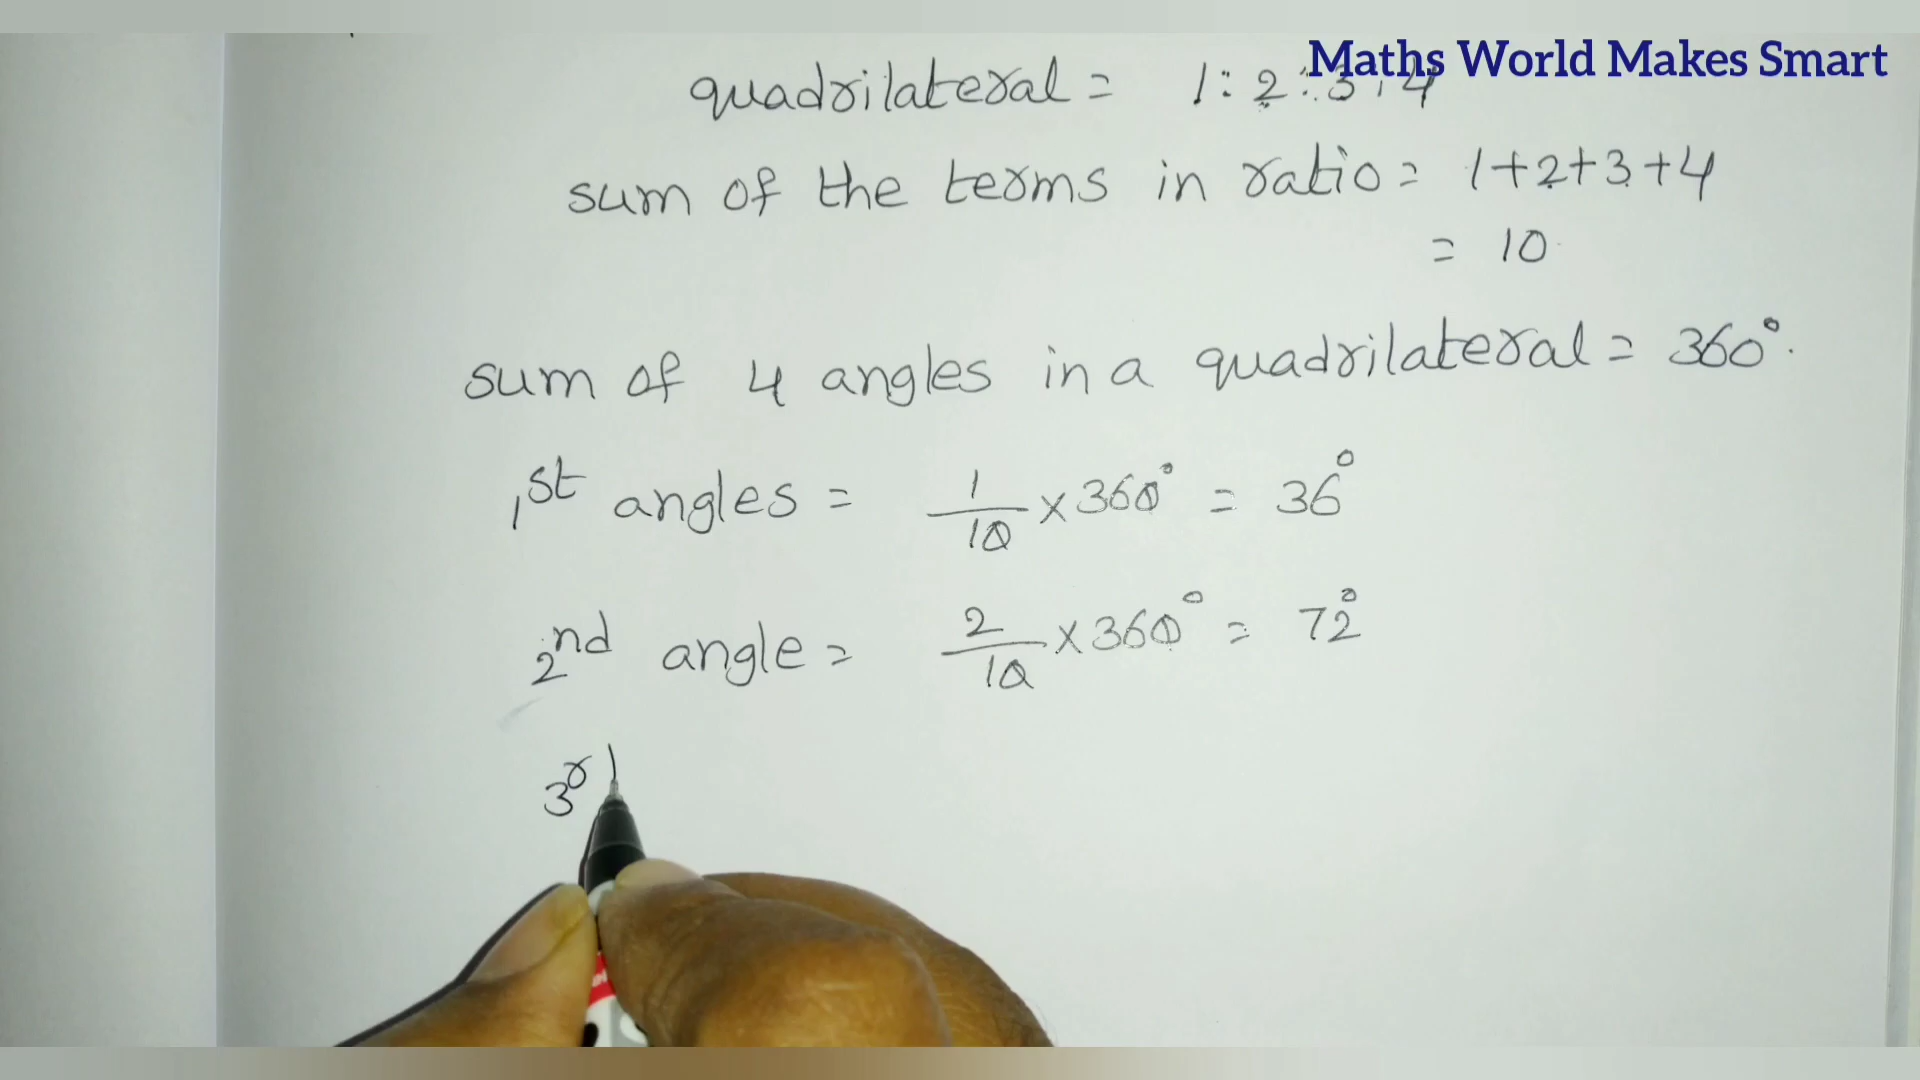 Maths World Makes Smart
quadrilateral = 1:2:3:4
sum of the terms in ratio = 1+2+3+4
= 10
sum of 4 angles in a quadrilateral = 360°.
1st angles = 1/10 × 360° = 36°
2nd angle = 2/10 × 360° = 72°
3r